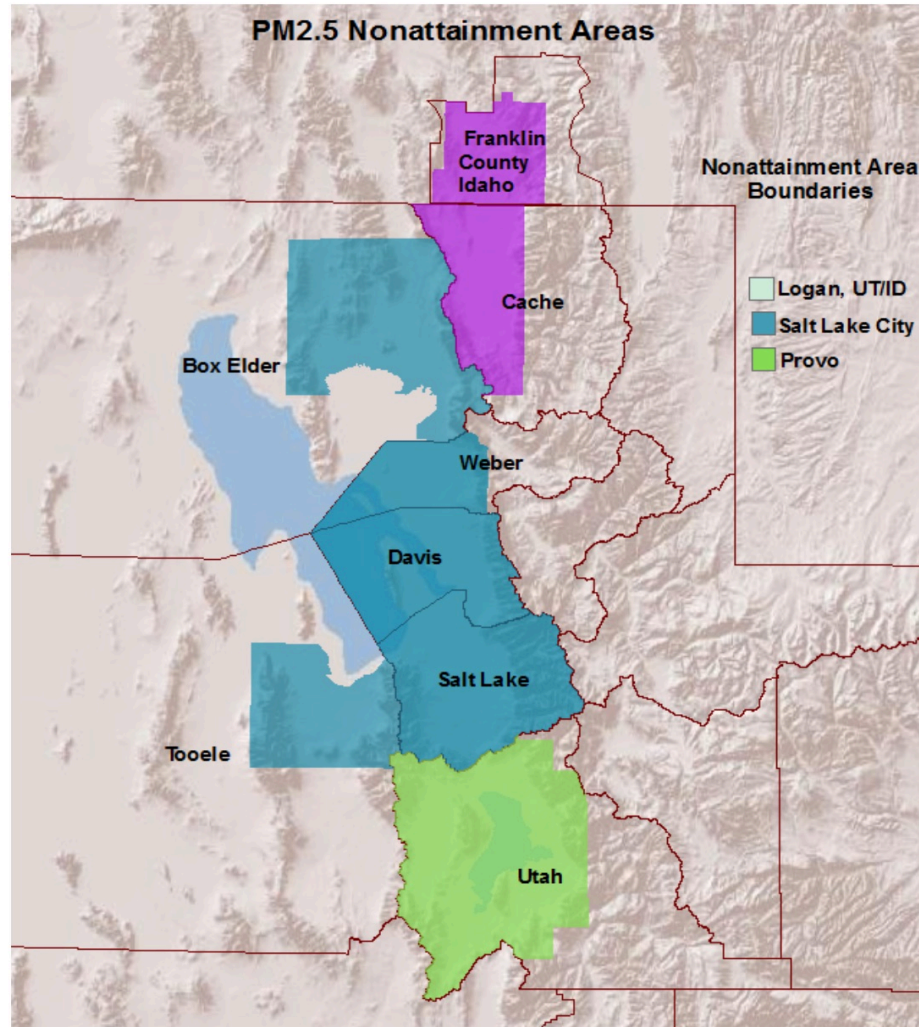 PM2.5 Nonattainment Areas
Franklin
County
Idaho
Nonattainment Area
Boundaries
Logan, UT/ID
Salt Lake City
Provo
Cache
Box Elder
Weber
Davis
Salt Lake
Tooele
Utah